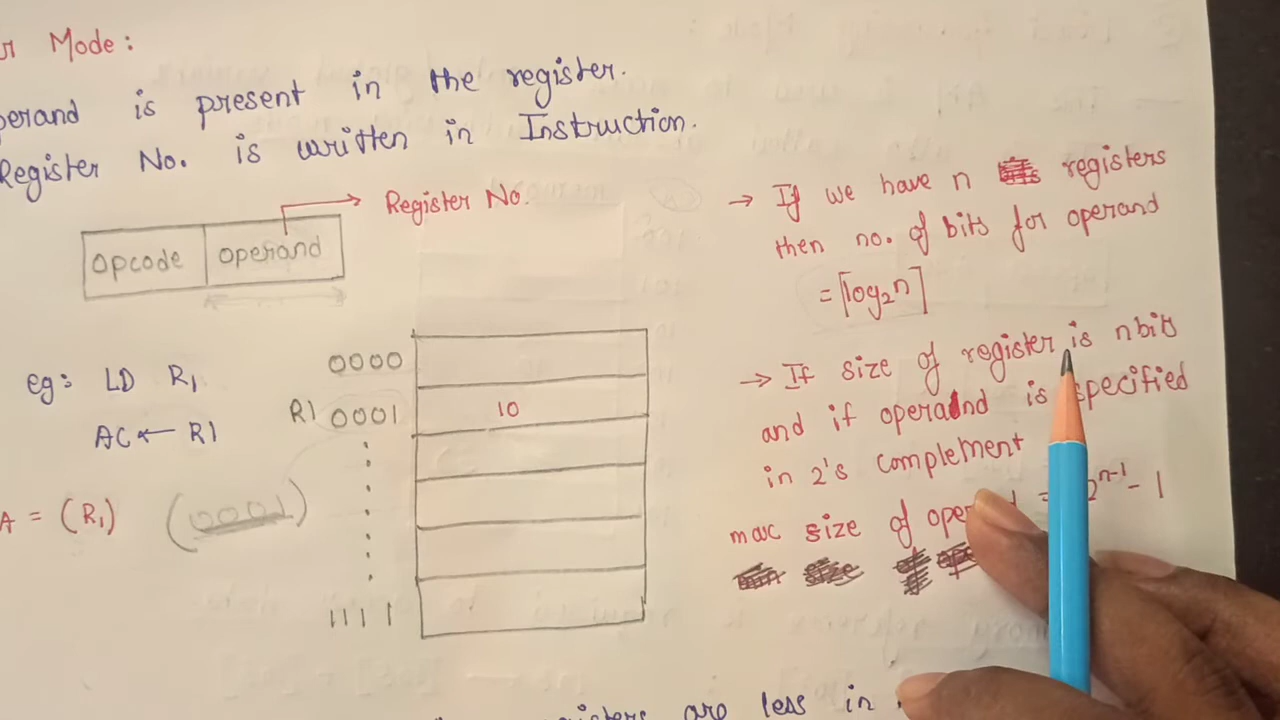 Mode:
is present in the register.
Register No. is written in Instruction.
Register No.
opcode operand
eg: LD R1
AC ← R1
A = (R1) (0001)
0000
R1 0001 10
1111
→ If we have n registers
then no. of bits for operand
= ⌈log2n⌉
→ If size of register is n bits
and if operand is specified
in 2's complement
max size of = 2^n-1 - 1
are less in